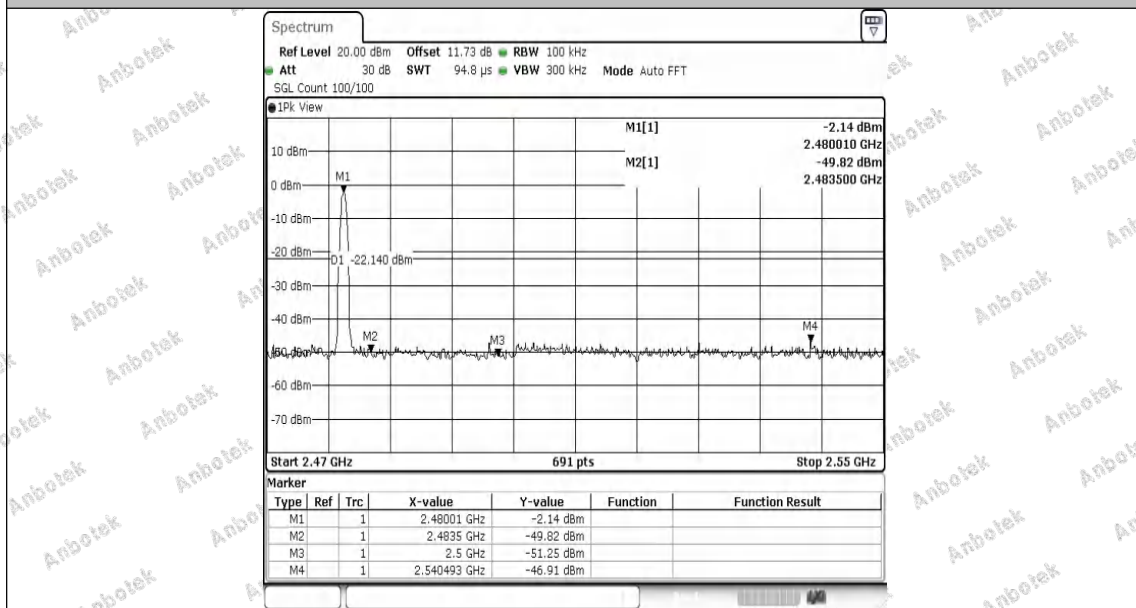 Spectrum
Ref Level 20.00 dBm Offset 11.73 dB RBW 100 kHz
Att 30 dB SWT 94.8 µs VBW 300 kHz Mode Auto FFT
SGL Count 100/100
1Pk View
M1[1] -2.14 dBm
2.480010 GHz
M2[1] -49.82 dBm
2.483500 GHz
10 dBm
M1
0 dBm
-10 dBm
-20 dBm
D1 -22.140 dBm
-30 dBm
-40 dBm
M2
M3
M4
-50 dBm
-60 dBm
-70 dBm
Start 2.47 GHz 691 pts Stop 2.55 GHz
Marker
Type Ref Trc X-value Y-value Function Function Result
M1 1 2.48001 GHz -2.14 dBm
M2 1 2.4835 GHz -49.82 dBm
M3 1 2.5 GHz -51.25 dBm
M4 1 2.540493 GHz -46.91 dBm
Anbotek